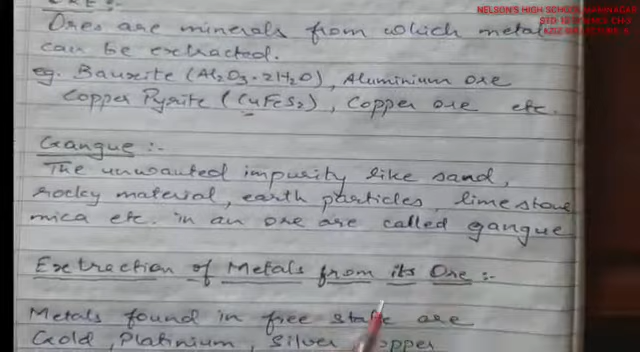 NELSON'S HIGH SCHOOL
Ores are minerals from which metal
can be extracted.
eg. Bauxite (Al2O3.2H2O), Aluminium ore
Copper Pyrite (CuFeS2), Copper ore etc.
Gangue :-
The unwanted impurity like sand,
rocky material, earth particles, lime stone
mica etc. in an ore are called gangue
Extraction of Metals from its Ore :-
Metals found in free state are
Gold, Platinium, Silver opper